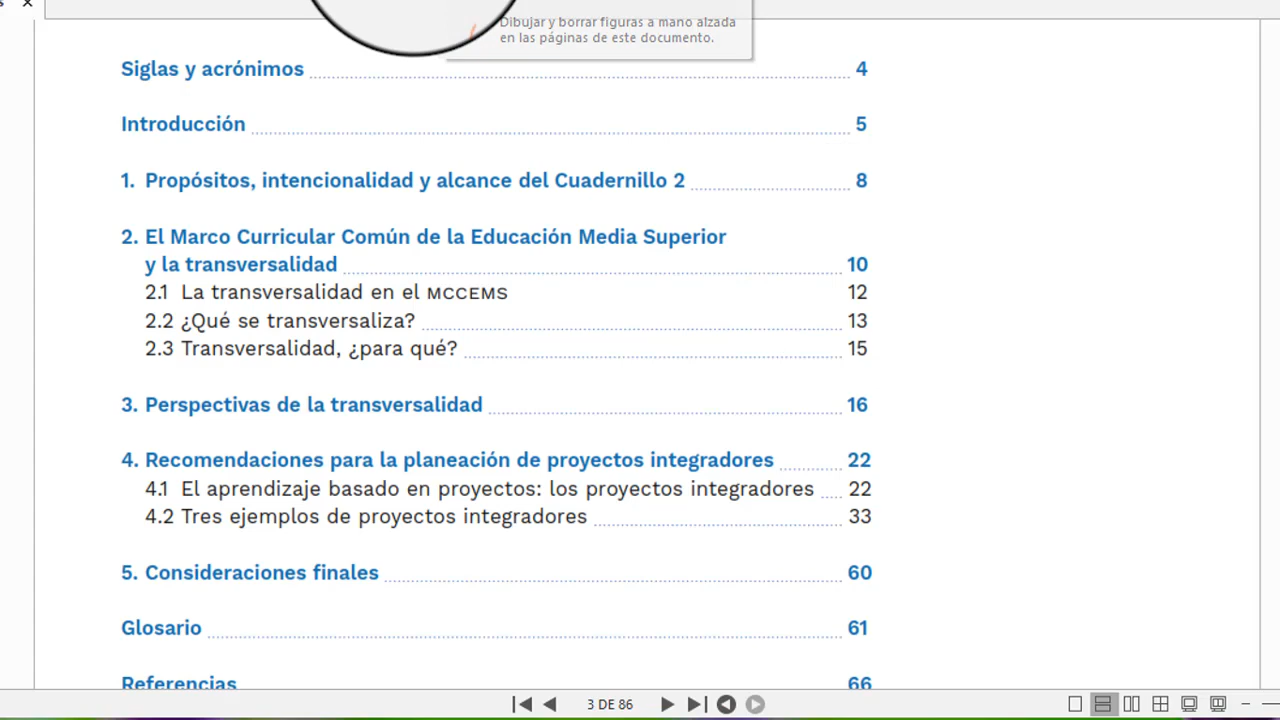 Dibujar y borrar figuras a mano alzada
en las páginas de este documento.
Siglas y acrónimos 4
Introducción 5
1. Propósitos, intencionalidad y alcance del Cuadernillo 2 8
2. El Marco Curricular Común de la Educación Media Superior
y la transversalidad 10
2.1 La transversalidad en el MCCEMS 12
2.2 ¿Qué se transversaliza? 13
2.3 Transversalidad, ¿para qué? 15
3. Perspectivas de la transversalidad 16
4. Recomendaciones para la planeación de proyectos integradores 22
4.1 El aprendizaje basado en proyectos: los proyectos integradores 22
4.2 Tres ejemplos de proyectos integradores 33
5. Consideraciones finales 60
Glosario 61
Referencias 66
3 DE 86